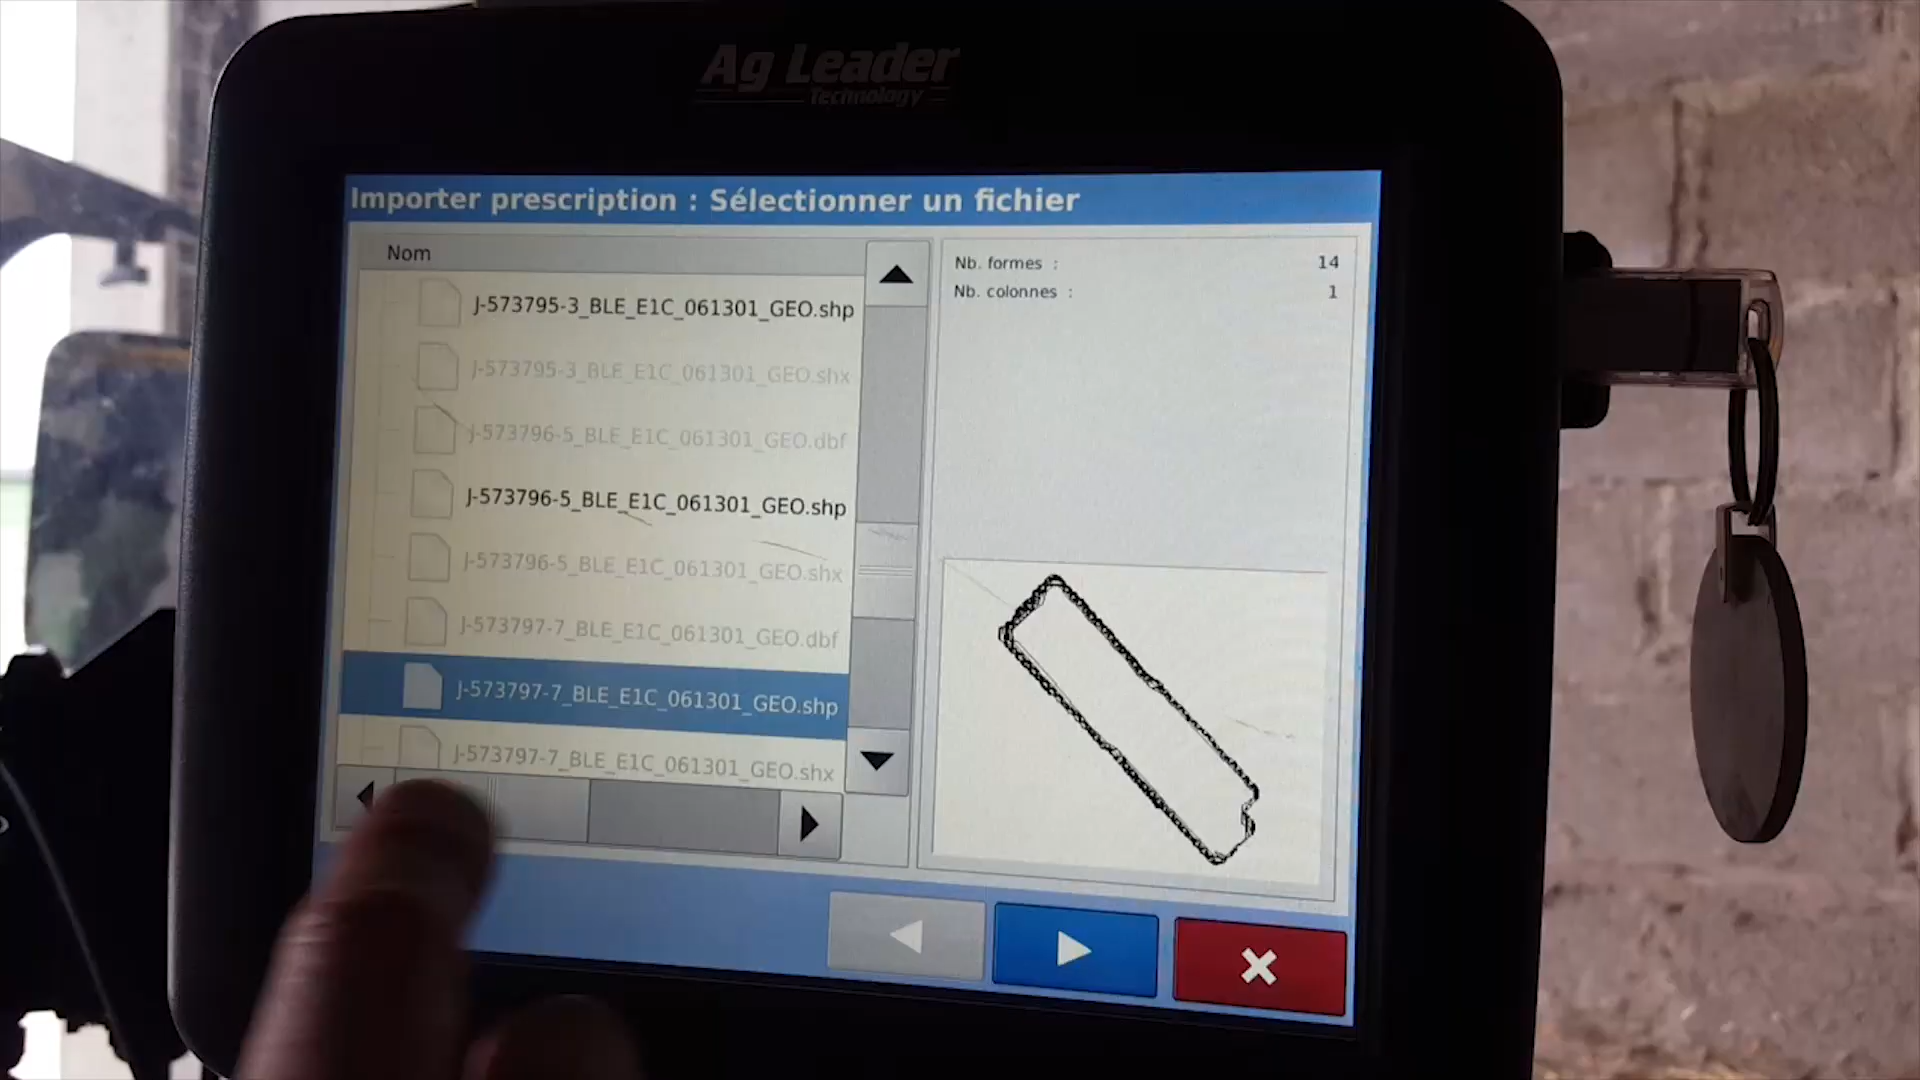 Ag Leader
Technology
Importer prescription : Sélectionner un fichier
Nom
J-573795-3_BLE_E1C_061301_GEO.shp
J-573795-3_BLE_E1C_061301_GEO.shx
J-573796-5_BLE_E1C_061301_GEO.dbf
J-573796-5_BLE_E1C_061301_GEO.shp
J-573796-5_BLE_E1C_061301_GEO.shx
J-573797-7_BLE_E1C_061301_GEO.dbf
J-573797-7_BLE_E1C_061301_GEO.shp
J-573797-7_BLE_E1C_061301_GEO.shx
Nb. formes : 14
Nb. colonnes : 1